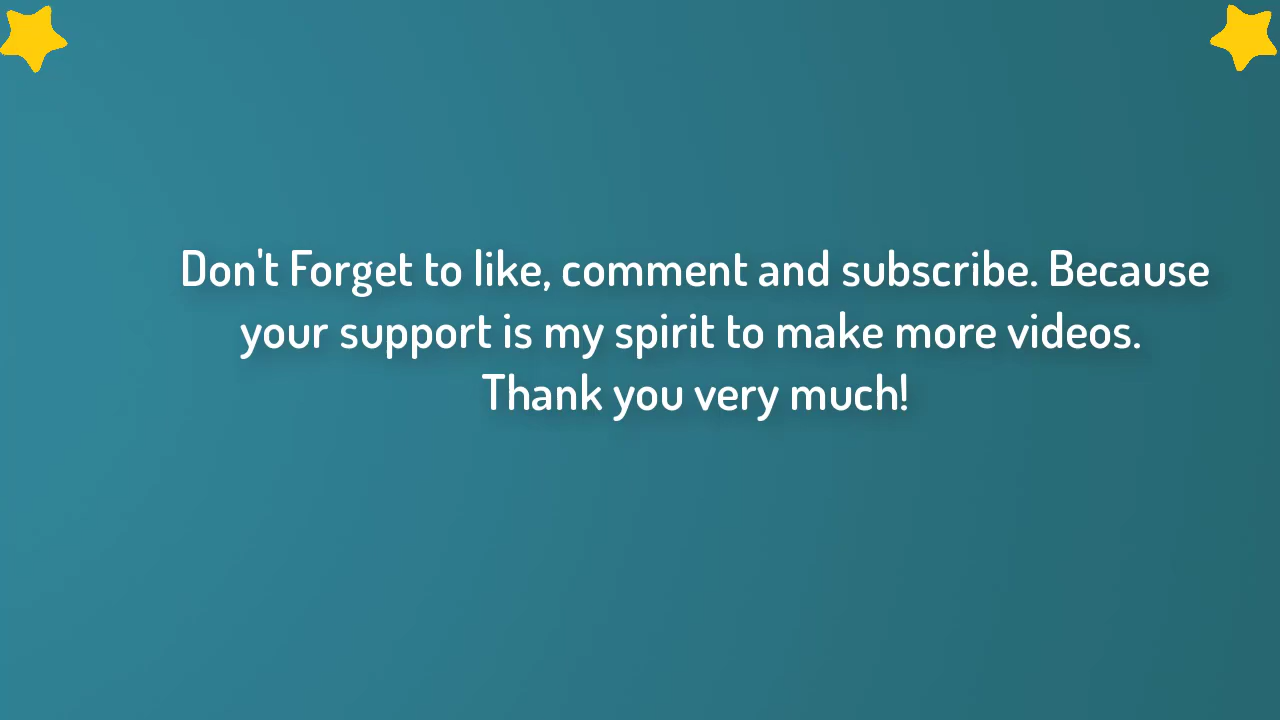 Don't Forget to like, comment and subscribe. Because
your support is my spirit to make more videos.
Thank you very much!